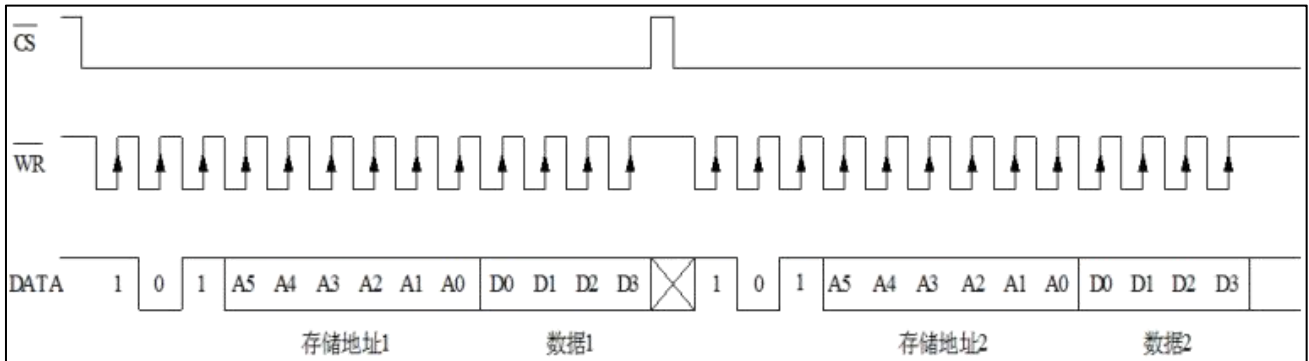 CS
WR
DATA 1 0 1 A5 A4 A3 A2 A1 A0 D0 D1 D2 D3 1 0 1 A5 A4 A3 A2 A1 A0 D0 D1 D2 D3
存储地址1 数据1 存储地址2 数据2